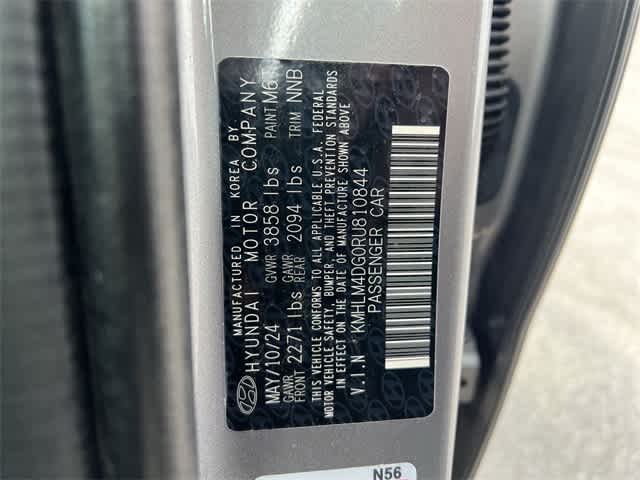 MANUFACTURED IN KOREA BY
HYUNDAI MOTOR COMPANY
MAY/10/24 GVWR 3858 lbs PAINT M6T
GAWR FRONT 2271 lbs GAWR REAR 2094 lbs TRIM NNB
THIS VEHICLE CONFORMS TO ALL APPLICABLE U.S.A. FEDERAL
MOTOR VEHICLE SAFETY, BUMPER, AND THEFT PREVENTION STANDARDS
IN EFFECT ON THE DATE OF MANUFACTURE SHOWN ABOVE
V.I.N KMHLM4DG0RU810844
PASSENGER CAR
N56